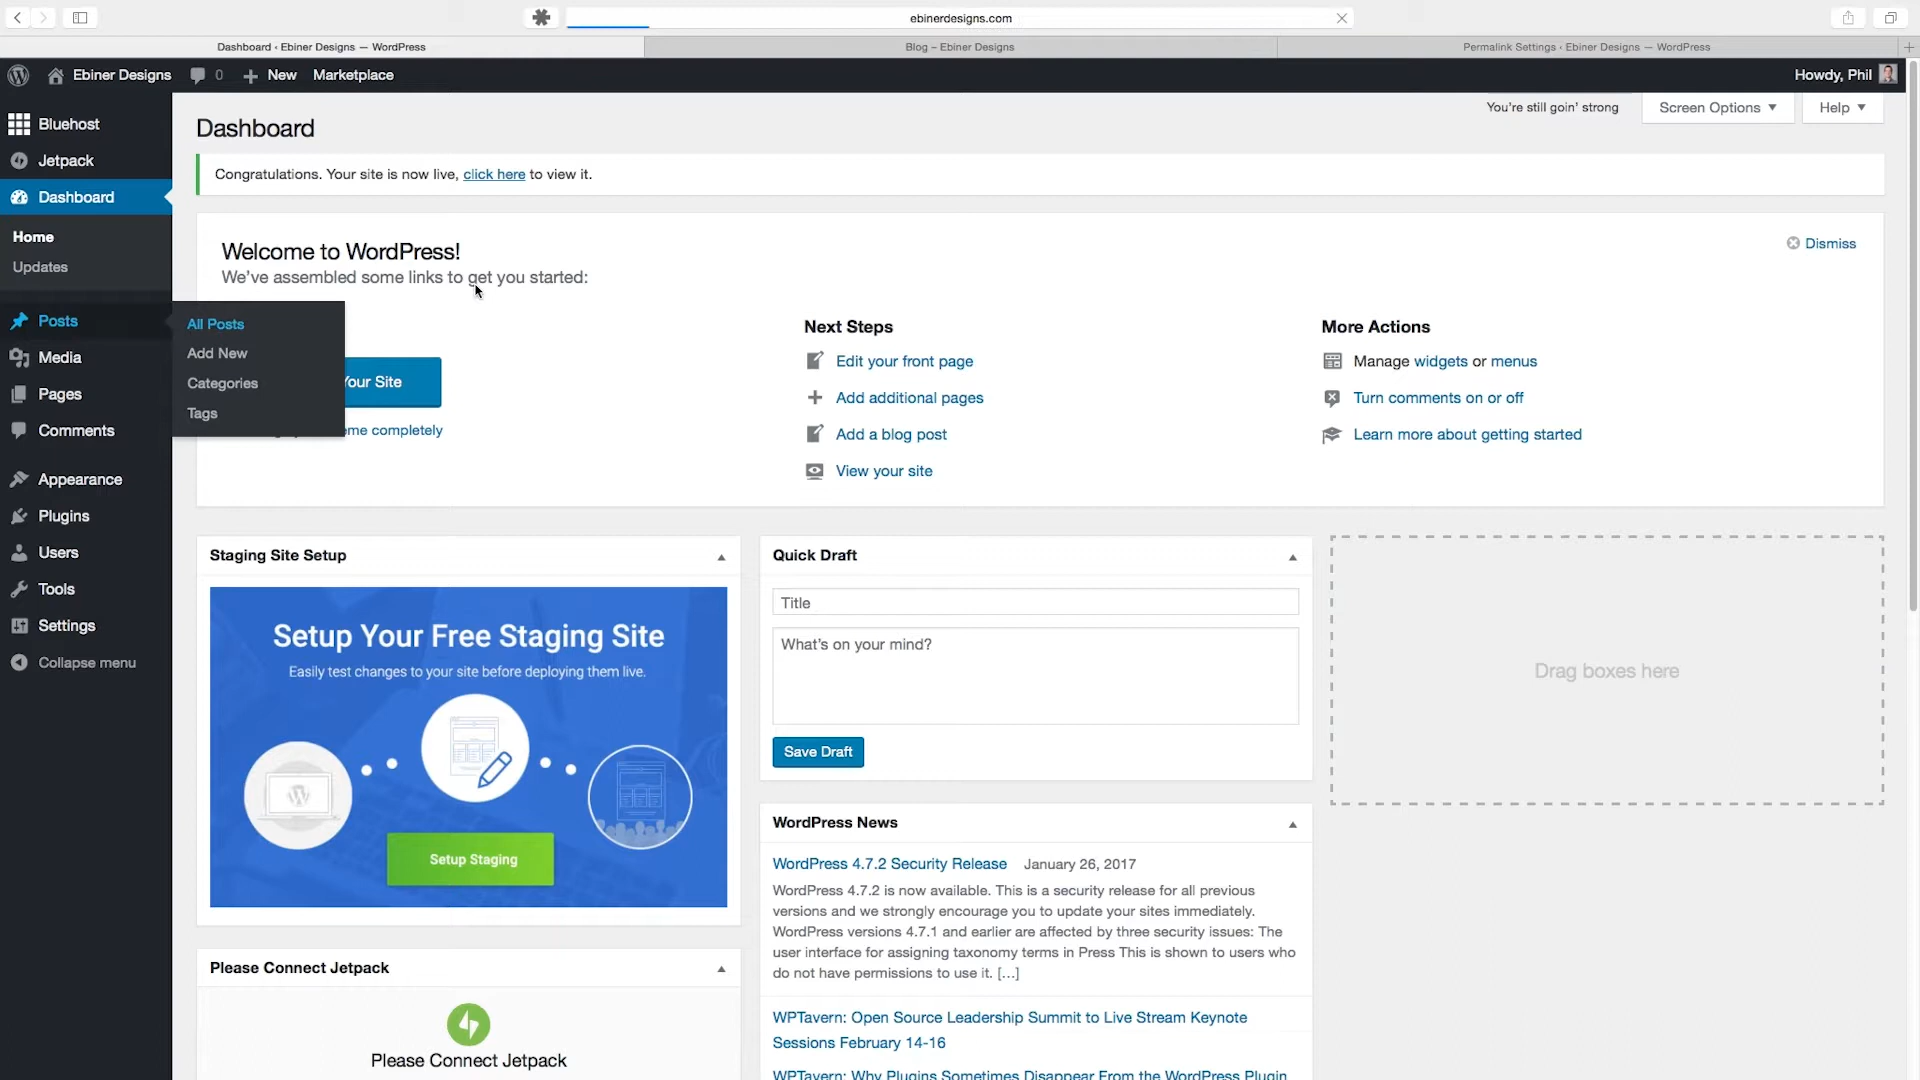 ebinerdesigns.com
Dashboard ‹ Ebiner Designs — WordPress
Blog – Ebiner Designs
Permalink Settings ‹ Ebiner Designs — WordPress
Ebiner Designs
0
New
Marketplace
Howdy, Phil
Bluehost
Jetpack
Dashboard
Home
Updates
Posts
Media
Pages
Comments
Appearance
Plugins
Users
Tools
Settings
Collapse menu
All Posts
Add New
Categories
Tags
Dashboard
You're still goin' strong
Screen Options
Help
Congratulations. Your site is now live, click here to view it.
Welcome to WordPress!
We've assembled some links to get you started:
Dismiss
Your Site
completely
Next Steps
Edit your front page
Add additional pages
Add a blog post
View your site
More Actions
Manage widgets or menus
Turn comments on or off
Learn more about getting started
Staging Site Setup
Setup Your Free Staging Site
Easily test changes to your site before deploying them live.
Setup Staging
Please Connect Jetpack
Please Connect Jetpack
Quick Draft
Title
What's on your mind?
Save Draft
WordPress News
WordPress 4.7.2 Security Release January 26, 2017
WordPress 4.7.2 is now available. This is a security release for all previous
versions and we strongly encourage you to update your sites immediately.
WordPress versions 4.7.1 and earlier are affected by three security issues: The
user interface for assigning taxonomy terms in Press This is shown to users who
do not have permissions to use it. […]
WPTavern: Open Source Leadership Summit to Live Stream Keynote
Sessions February 14-16
WPTavern: Why Plugins Sometimes Disappear From the WordPress Plugin
Drag boxes here